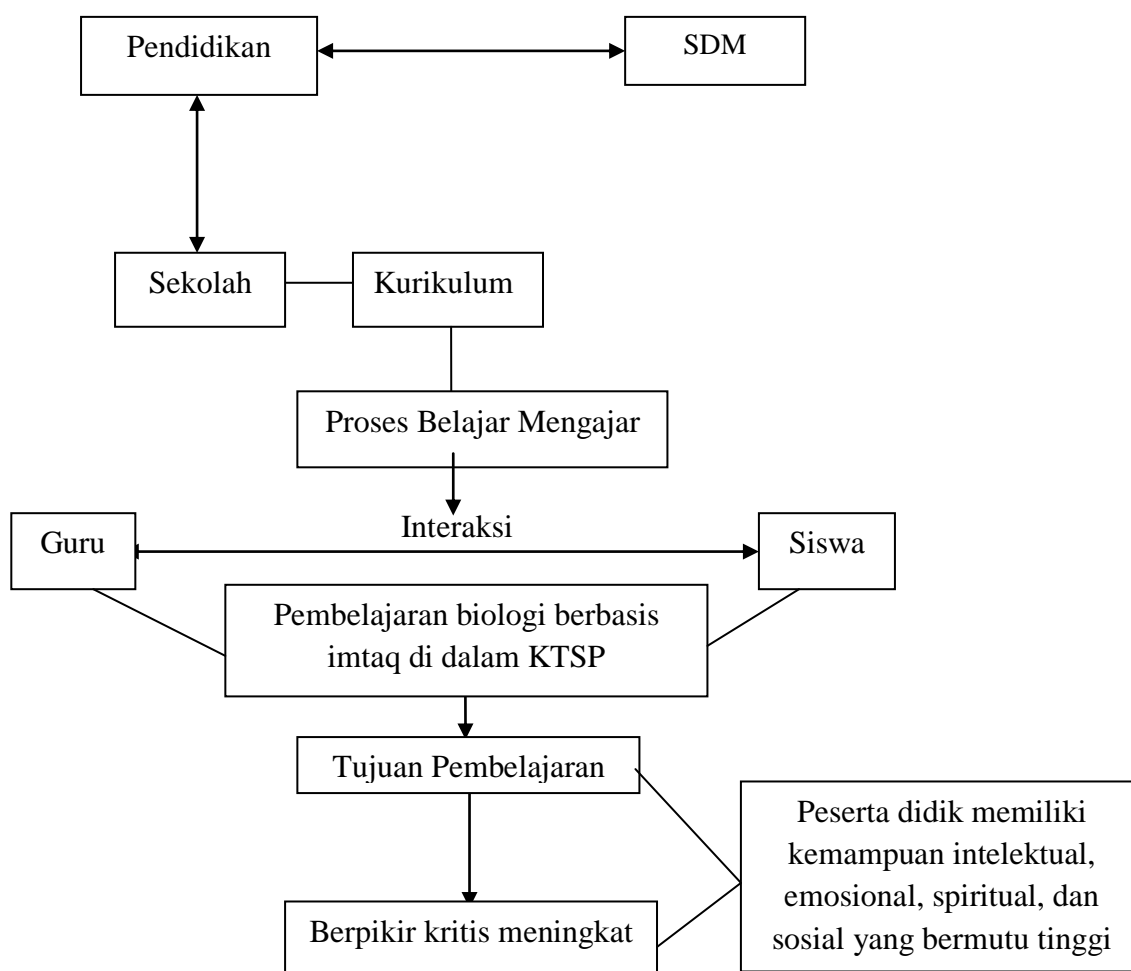 Pendidikan
SDM
Sekolah
Kurikulum
Proses Belajar Mengajar
Interaksi
Guru
Siswa
Pembelajaran biologi berbasis
imtaq di dalam KTSP
Tujuan Pembelajaran
Peserta didik memiliki
kemampuan intelektual,
emosional, spiritual, dan
sosial yang bermutu tinggi
Berpikir kritis meningkat